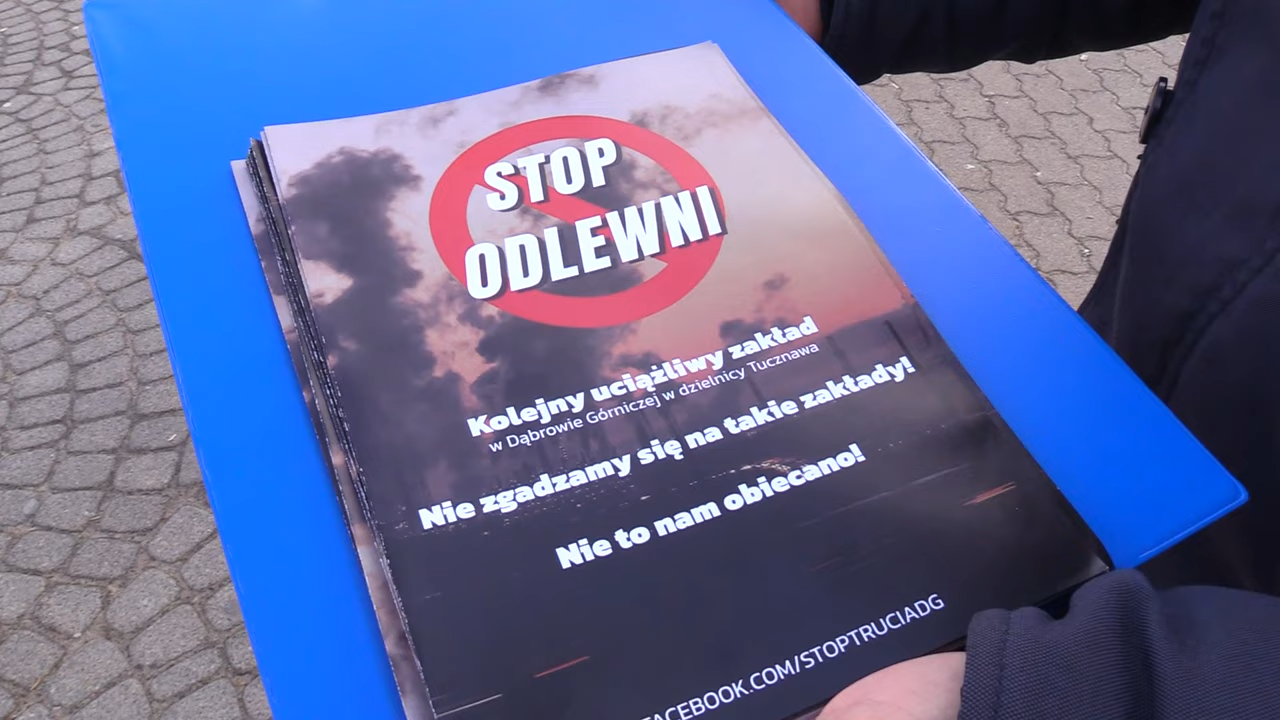 STOP
ODLEWNI
Kolejny uciążliwy zakład
w Dąbrowie Górniczej w dzielnicy Tucznawa
Nie zgadzamy się na takie zakłady!
Nie to nam obiecano!
FACEBOOK.COM/STOPTRUCIADG